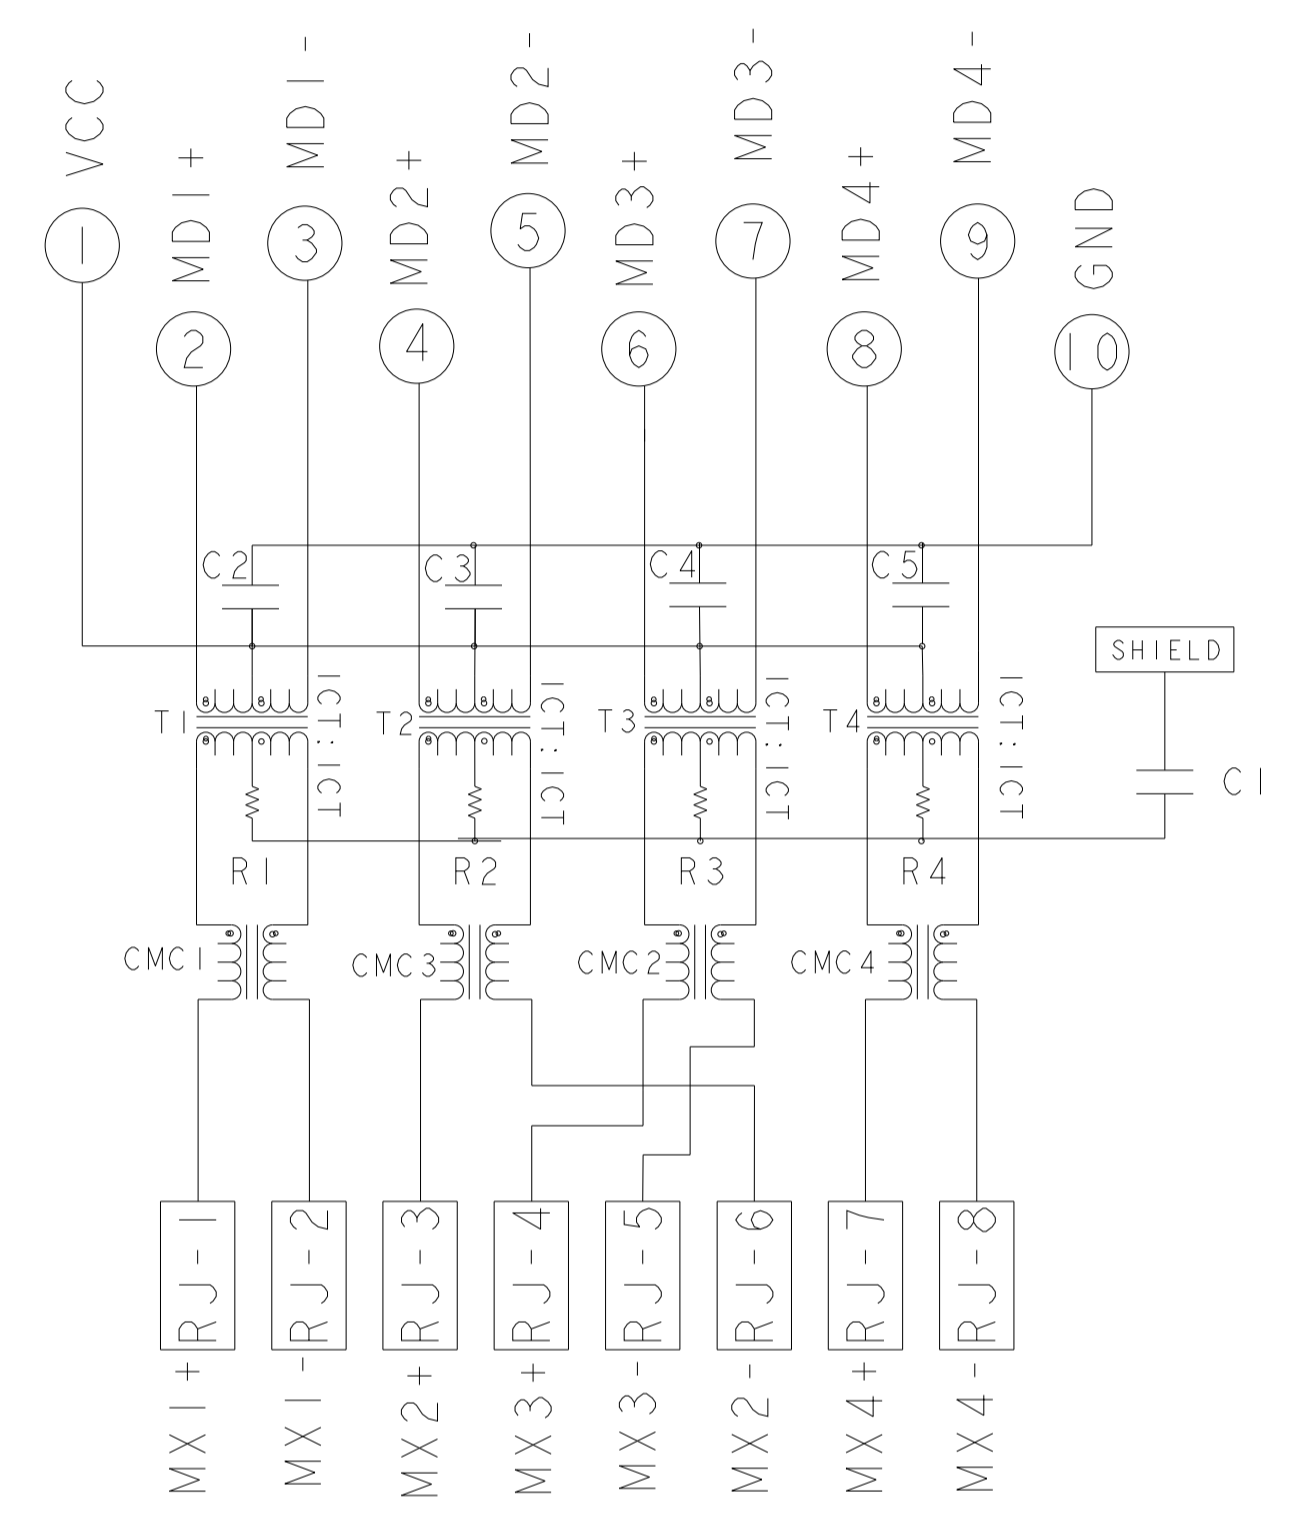 VCC
MD1+
MD1-
MD2+
MD2-
MD3+
MD3-
MD4+
MD4-
GND
1
2
3
4
5
6
7
8
9
10
C2
C3
C4
C5
SHIELD
T1
1CT:1CT
T2
1CT:1CT
T3
1CT:1CT
T4
1CT:1CT
C1
R1
R2
R3
R4
CMC1
CMC3
CMC2
CMC4
RJ-1
RJ-2
RJ-3
RJ-4
RJ-5
RJ-6
RJ-7
RJ-8
MX1+
MX1-
MX2+
MX3+
MX3-
MX2-
MX4+
MX4-